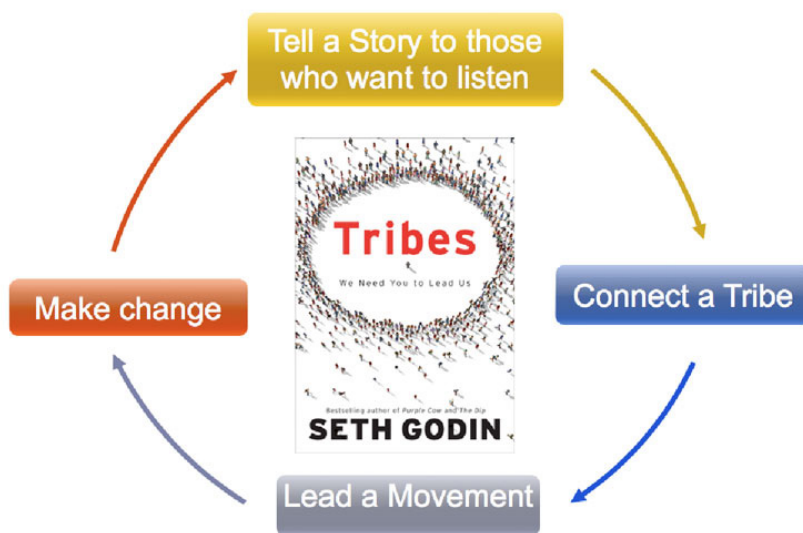 Tell a Story to those
who want to listen
Tribes
We Need You to Lead Us
Make change
Connect a Tribe
Bestselling author of Purple Cow and The Dip
SETH GODIN
Lead a Movement